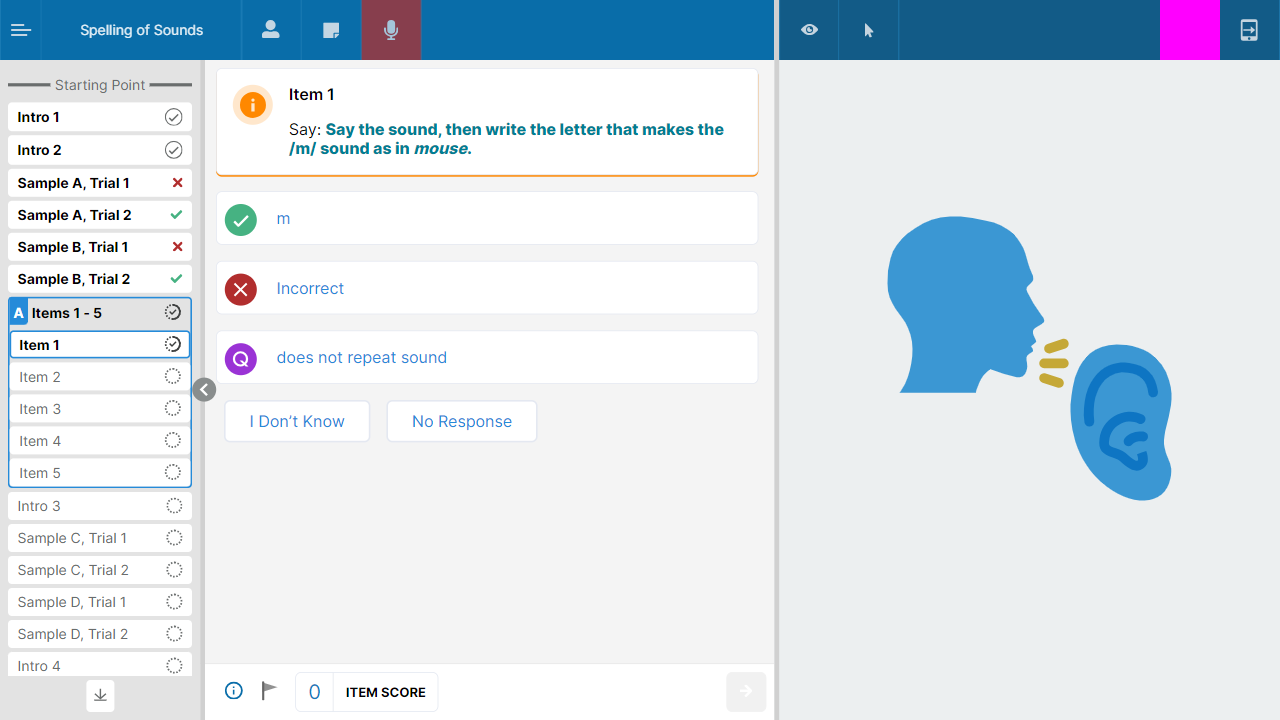 Spelling of Sounds
Starting Point
Intro 1
Intro 2
Sample A, Trial 1
Sample A, Trial 2
Sample B, Trial 1
Sample B, Trial 2
A Items 1 - 5
Item 1
Item 2
Item 3
Item 4
Item 5
Intro 3
Sample C, Trial 1
Sample C, Trial 2
Sample D, Trial 1
Sample D, Trial 2
Intro 4
Item 1
Say: Say the sound, then write the letter that makes the
/m/ sound as in mouse.
m
Incorrect
Q does not repeat sound
I Don’t Know No Response
0 ITEM SCORE